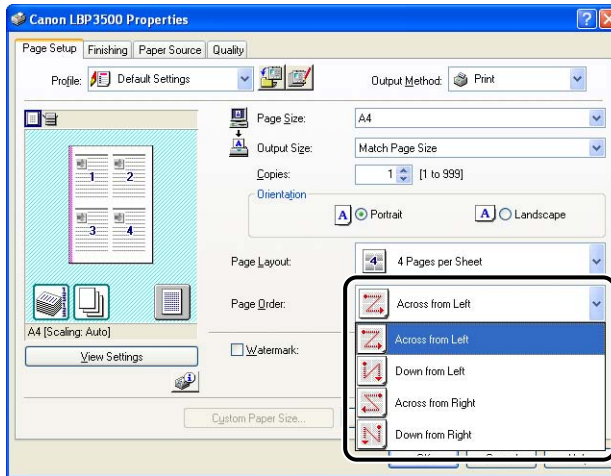 Canon LBP3500 Properties
Page Setup Finishing Paper Source Quality
Profile: Default Settings Output Method: Print
Page Size: A4
Output Size: Match Page Size
Copies: 1 [1 to 999]
Orientation
A Portrait A Landscape
1 2
3 4
Page Layout: 4 4 Pages per Sheet
Page Order: Across from Left
A4 [Scaling: Auto]
Across from Left
View Settings
Watermark:
Down from Left
Across from Right
Custom Paper Size...
Down from Right